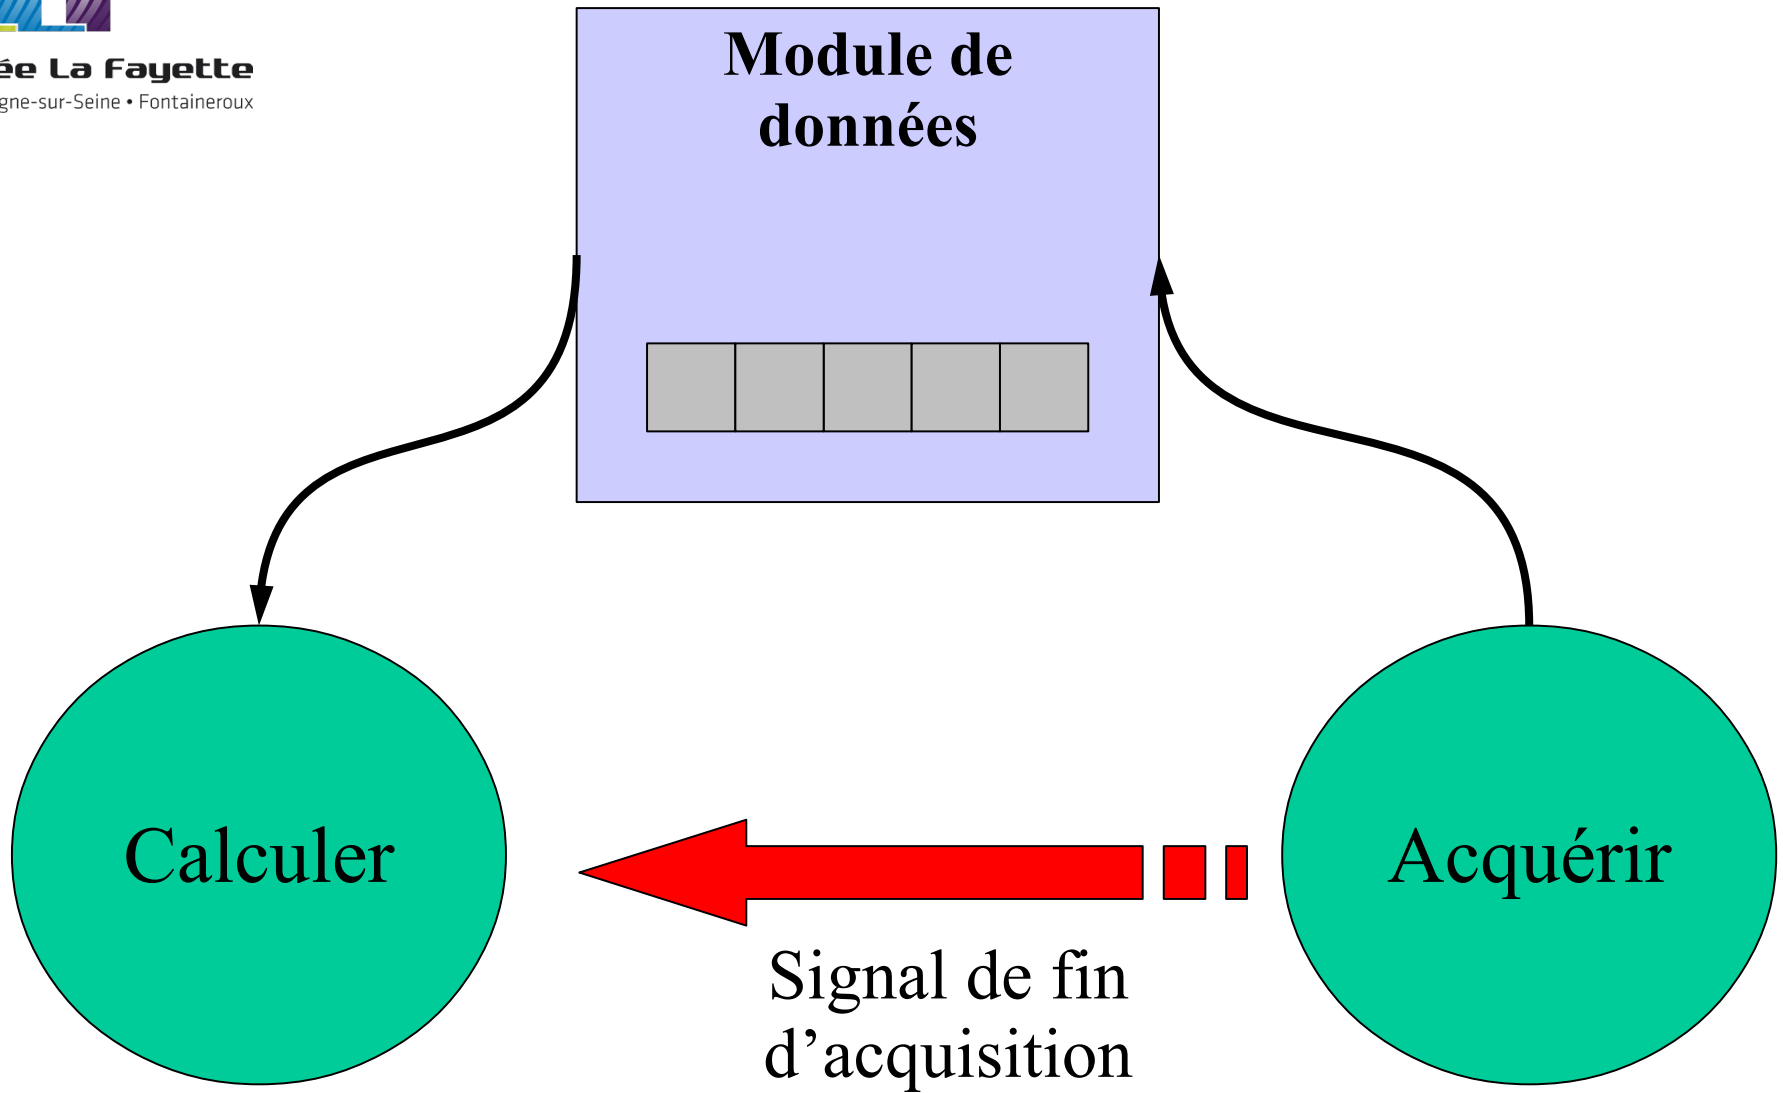 ée La Fayette
gne-sur-Seine • Fontaineroux
Module de
données
Calculer
Acquérir
Signal de fin
d’acquisition